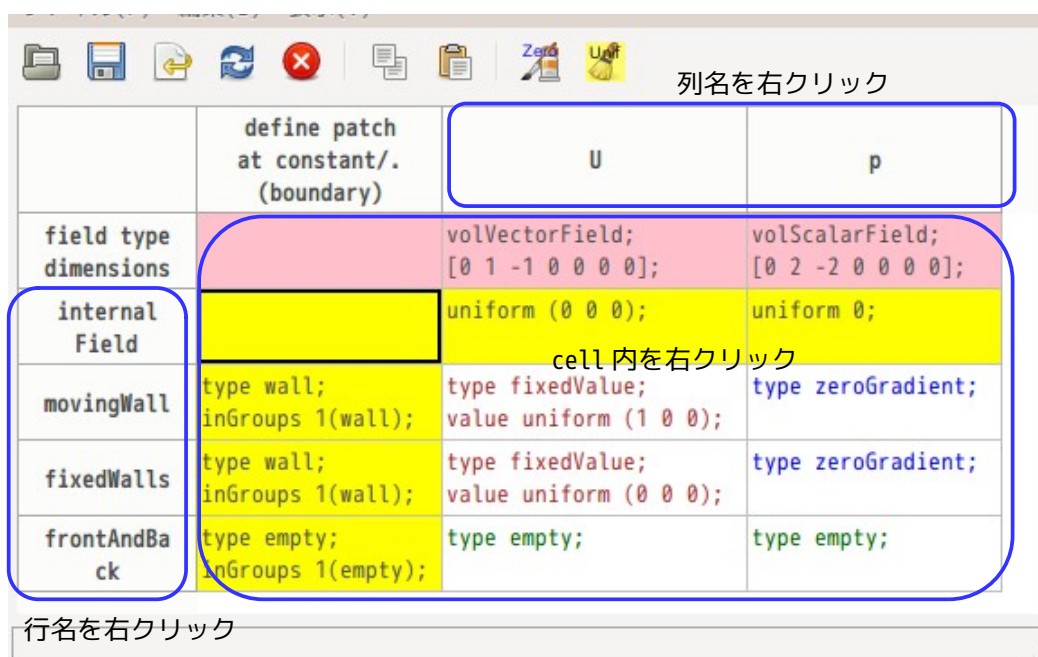 Zero
Unif
列名を右クリック
define patch
at constant/.
(boundary)
U
p
field type
dimensions
volVectorField;
[0 1 -1 0 0 0 0];
volScalarField;
[0 2 -2 0 0 0 0];
internal
Field
uniform (0 0 0);
uniform 0;
cell 内を右クリック
movingWall
type wall;
inGroups 1(wall);
type fixedValue;
value uniform (1 0 0);
type zeroGradient;
fixedWalls
type wall;
inGroups 1(wall);
type fixedValue;
value uniform (0 0 0);
type zeroGradient;
frontAndBa
ck
type empty;
inGroups 1(empty);
type empty;
type empty;
行名を右クリック